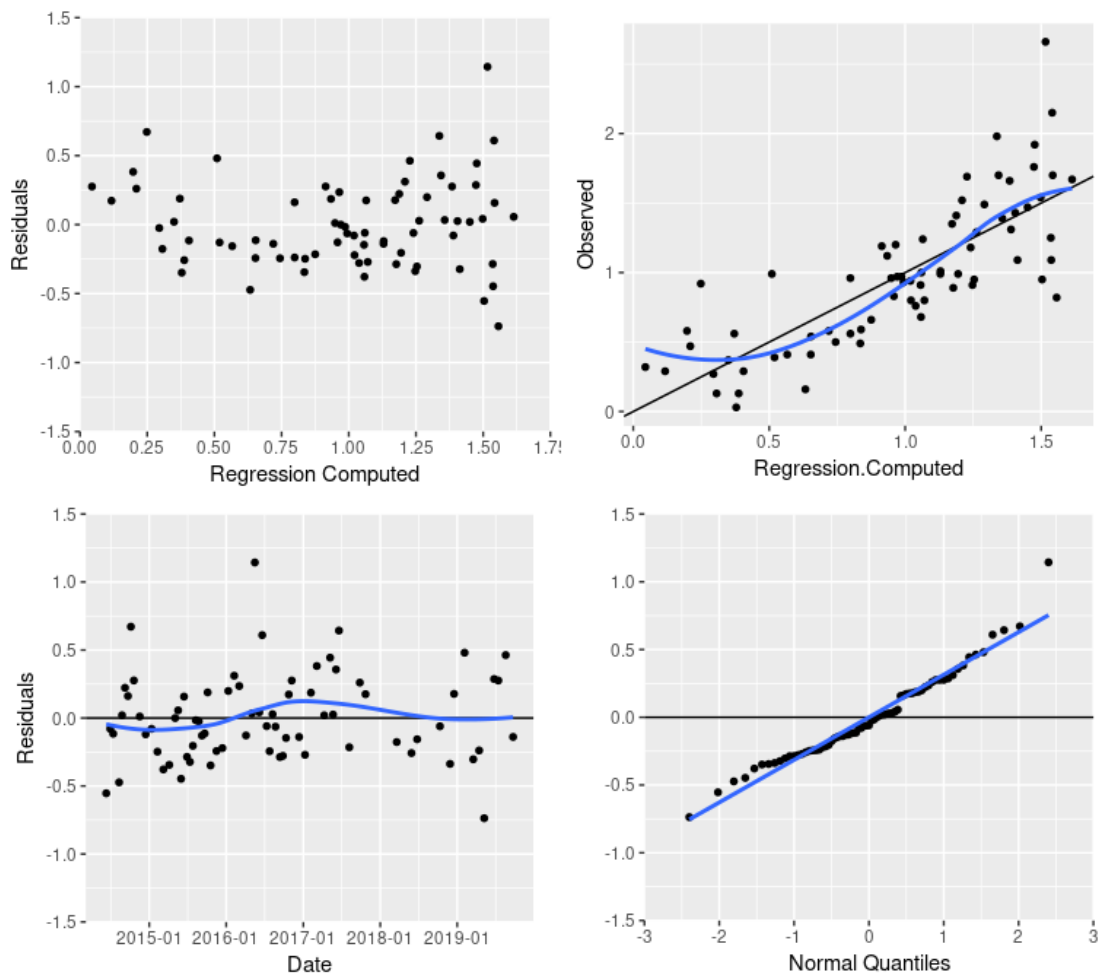 1.5
1.0
0.5
0.0
-0.5
-1.0
-1.5
Residuals
0.00 0.25 0.50 0.75 1.00 1.25 1.50 1.75
Regression Computed
2
1
0
Observed
0.0 0.5 1.0 1.5
Regression.Computed
1.5
1.0
0.5
0.0
-0.5
-1.0
-1.5
Residuals
2015-01 2016-01 2017-01 2018-01 2019-01
Date
1.5
1.0
0.5
0.0
-0.5
-1.0
-1.5
-3 -2 -1 0 1 2 3
Normal Quantiles